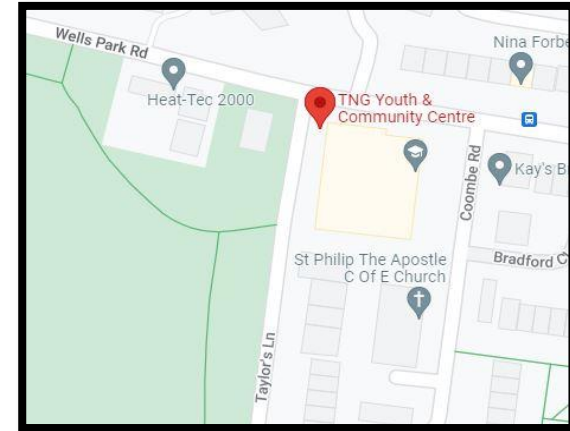 Wells Park Rd
Nina Forbe
Heat-Tec 2000
TNG Youth &
Community Centre
Kay's B
Coombe Rd
Bradford C
St Philip The Apostle
C Of E Church
Taylor's Ln